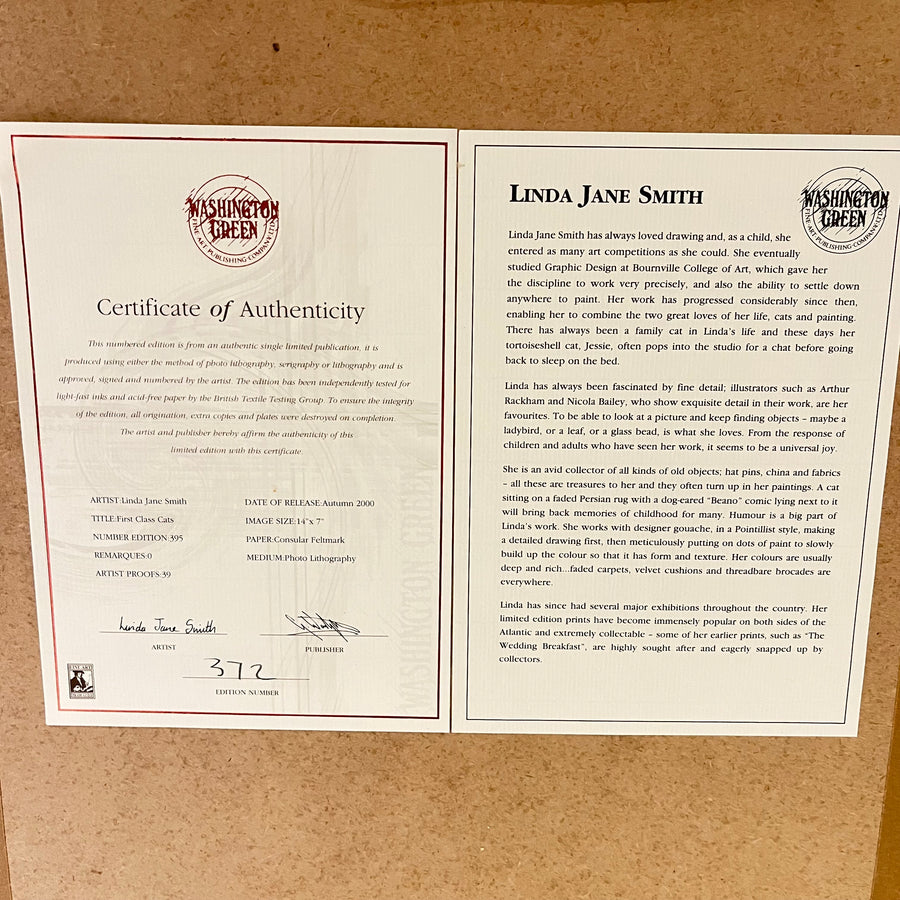 WASHINGTON
GREEN
FINE·ART·PUBLISHING·COMPANY·LTD
Certificate of Authenticity
This numbered edition is from an authentic single limited publication, it is
produced using either the method of photo lithography, serigraphy or lithography and is
approved, signed and numbered by the artist. The edition has been independently tested for
light-fast inks and acid-free paper by the British Textile Testing Group. To ensure the integrity
of the edition, all origination, extra copies and plates were destroyed on completion.
The artist and publisher hereby affirm the authenticity of this
limited edition with this certificate.
ARTIST:Linda Jane Smith
TITLE:First Class Cats
NUMBER EDITION:395
REMARQUES:0
ARTIST PROOFS:39
DATE OF RELEASE:Autumn 2000
IMAGE SIZE:14"x 7"
PAPER:Consular Feltmark
MEDIUM:Photo Lithography
Linda Jane Smith
ARTIST
PUBLISHER
372
EDITION NUMBER
FINE ART
WASHINGTON GREEN
LINDA JANE SMITH
WASHINGTON
GREEN
FINE·ART·PUBLISHING·COMPANY·LTD
Linda Jane Smith has always loved drawing and, as a child, she
entered as many art competitions as she could. She eventually
studied Graphic Design at Bournville College of Art, which gave her
the discipline to work very precisely, and also the ability to settle down
anywhere to paint. Her work has progressed considerably since then,
enabling her to combine the two great loves of her life, cats and painting.
There has always been a family cat in Linda's life and these days her
tortoiseshell cat, Jessie, often pops into the studio for a chat before going
back to sleep on the bed.
Linda has always been fascinated by fine detail; illustrators such as Arthur
Rackham and Nicola Bailey, who show exquisite detail in their work, are her
favourites. To be able to look at a picture and keep finding objects – maybe a
ladybird, or a leaf, or a glass bead, is what she loves. From the response of
children and adults who have seen her work, it seems to be a universal joy.
She is an avid collector of all kinds of old objects; hat pins, china and fabrics
– all these are treasures to her and they often turn up in her paintings. A cat
sitting on a faded Persian rug with a dog-eared "Beano" comic lying next to it
will bring back memories of childhood for many. Humour is a big part of
Linda's work. She works with designer gouache, in a Pointillist style, making
a detailed drawing first, then meticulously putting on dots of paint to slowly
build up the colour so that it has form and texture. Her colours are usually
deep and rich...faded carpets, velvet cushions and threadbare brocades are
everywhere.
Linda has since had several major exhibitions throughout the country. Her
limited edition prints have become immensely popular on both sides of the
Atlantic and extremely collectable – some of her earlier prints, such as "The
Wedding Breakfast", are highly sought after and eagerly snapped up by
collectors.